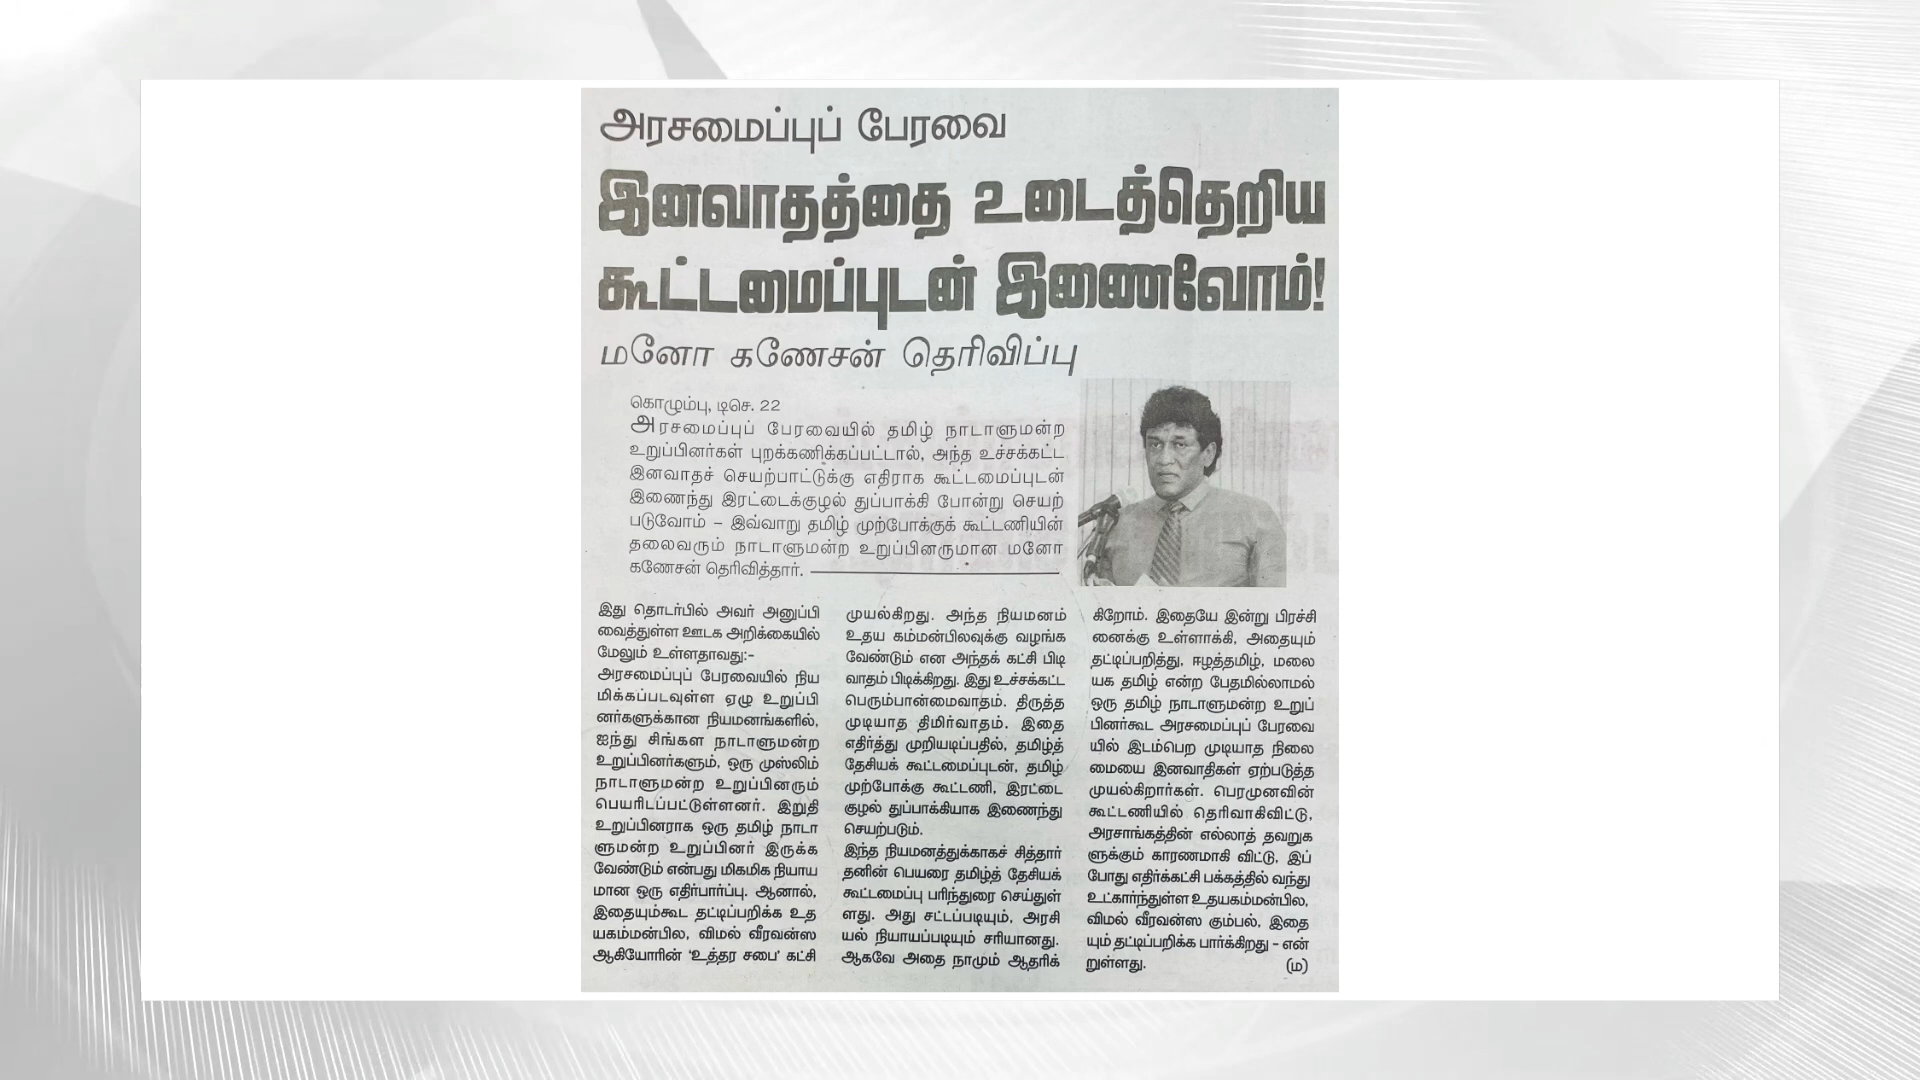 அரசமைப்புப் பேரவை
இனவாதத்தை உடைத்தெறிய
கூட்டமைப்புடன் இணைவோம்!
மனோ கணேசன் தெரிவிப்பு
கொழும்பு, டிசெ. 22
அரசமைப்புப் பேரவையில் தமிழ் நாடாளுமன்ற
உறுப்பினர்கள் புறக்கணிக்கப்பட்டால், அந்த உச்சக்கட்ட
இனவாதச் செயற்பாட்டுக்கு எதிராக கூட்டமைப்புடன்
இணைந்து இரட்டைக்குழல் துப்பாக்கி போன்று செயற்
படுவோம் – இவ்வாறு தமிழ் முற்போக்குக் கூட்டணியின்
தலைவரும் நாடாளுமன்ற உறுப்பினருமான மனோ
கணேசன் தெரிவித்தார்.
இது தொடர்பில் அவர் அனுப்பி
வைத்துள்ள ஊடக அறிக்கையில்
மேலும் உள்ளதாவது:–
அரசமைப்புப் பேரவையில் நிய
மிக்கப்படவுள்ள ஏழு உறுப்பி
னர்களுக்கான நியமனங்களில்,
ஐந்து சிங்கள நாடாளுமன்ற
உறுப்பினர்களும், ஒரு முஸ்லிம்
நாடாளுமன்ற உறுப்பினரும்
பெயரிடப்பட்டுள்ளனர். இறுதி
உறுப்பினராக ஒரு தமிழ் நாடா
ளுமன்ற உறுப்பினர் இருக்க
வேண்டும் என்பது மிகமிக நியாய
மான ஒரு எதிர்பார்ப்பு. ஆனால்,
இதையும்கூட தட்டிப்பறிக்க உத
யகம்மன்பில, விமல் வீரவன்ஸ
ஆகியோரின் 'உத்தர சபை' கட்சி
முயல்கிறது. அந்த நியமனம்
உதய கம்மன்பிலவுக்கு வழங்க
வேண்டும் என அந்தக் கட்சி பிடி
வாதம் பிடிக்கிறது. இது உச்சக்கட்ட
பெரும்பான்மைவாதம். திருத்த
முடியாத திமிர்வாதம். இதை
எதிர்த்து முறியடிப்பதில், தமிழ்த்
தேசியக் கூட்டமைப்புடன், தமிழ்
முற்போக்கு கூட்டணி, இரட்டை
குழல் துப்பாக்கியாக இணைந்து
செயற்படும்.
இந்த நியமனத்துக்காகச் சித்தார்
தனின் பெயரை தமிழ்த் தேசியக்
கூட்டமைப்பு பரிந்துரை செய்துள்
ளது. அது சட்டப்படியும், அரசி
யல் நியாயப்படியும் சரியானது.
ஆகவே அதை நாமும் ஆதரிக்
கிறோம். இதையே இன்று பிரச்சி
னைக்கு உள்ளாக்கி, அதையும்
தட்டிப்பறித்து, ஈழத்தமிழ், மலை
யக தமிழ் என்ற பேதமில்லாமல்
ஒரு தமிழ் நாடாளுமன்ற உறுப்
பினர்கூட அரசமைப்புப் பேரவை
யில் இடம்பெற முடியாத நிலை
மையை இனவாதிகள் ஏற்படுத்த
முயல்கிறார்கள். பெரமுனவின்
கூட்டணியில் தெரிவாகிவிட்டு,
அரசாங்கத்தின் எல்லாத் தவறுக
ளுக்கும் காரணமாகி விட்டு, இப்
போது எதிர்க்கட்சி பக்கத்தில் வந்து
உட்கார்ந்துள்ள உதயகம்மன்பில,
விமல் வீரவன்ஸ கும்பல், இதை
யும் தட்டிப்பறிக்க பார்க்கிறது – என்
றுள்ளது. (ம)